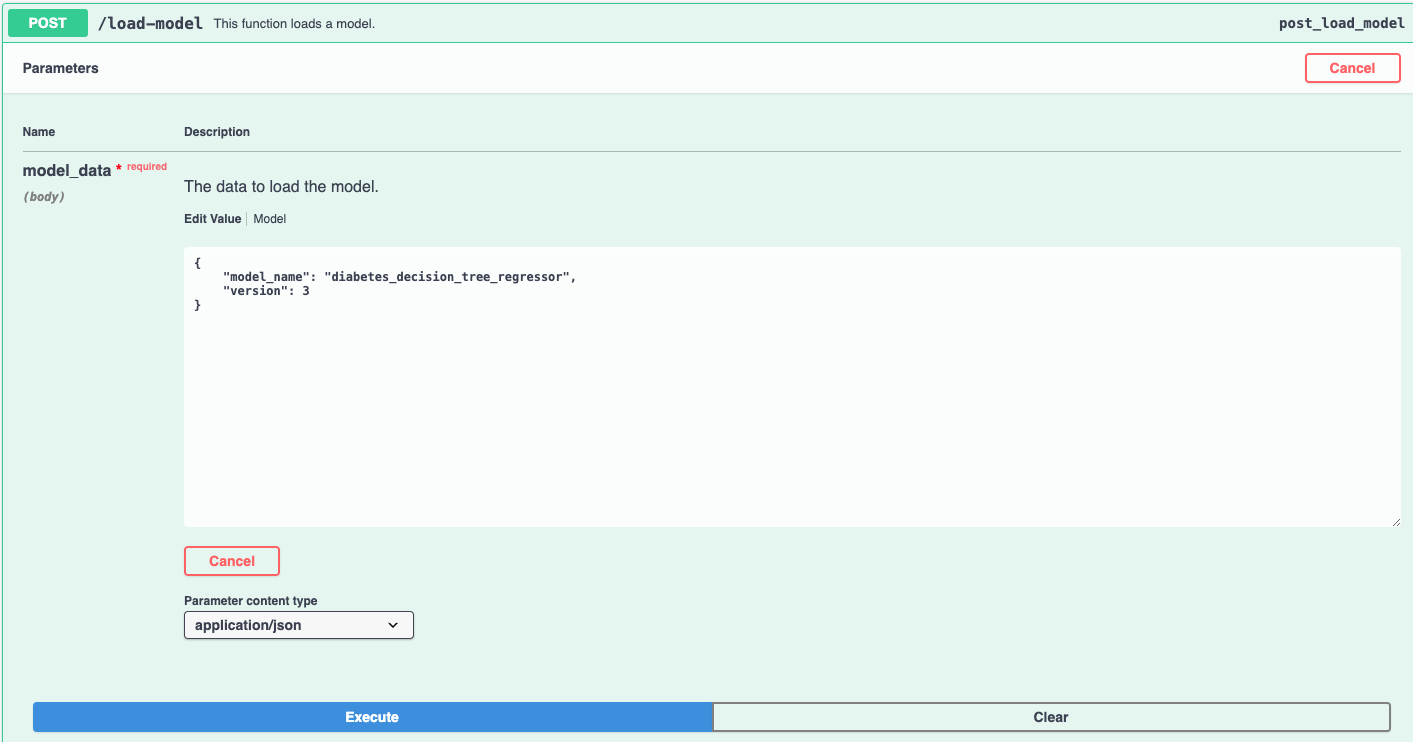 POST /load-model This function loads a model. post_load_model
Parameters Cancel
Name Description
model_data * required
(body)
The data to load the model.
Edit Value Model
{
    "model_name": "diabetes_decision_tree_regressor",
    "version": 3
}
Cancel
Parameter content type
application/json
Execute Clear